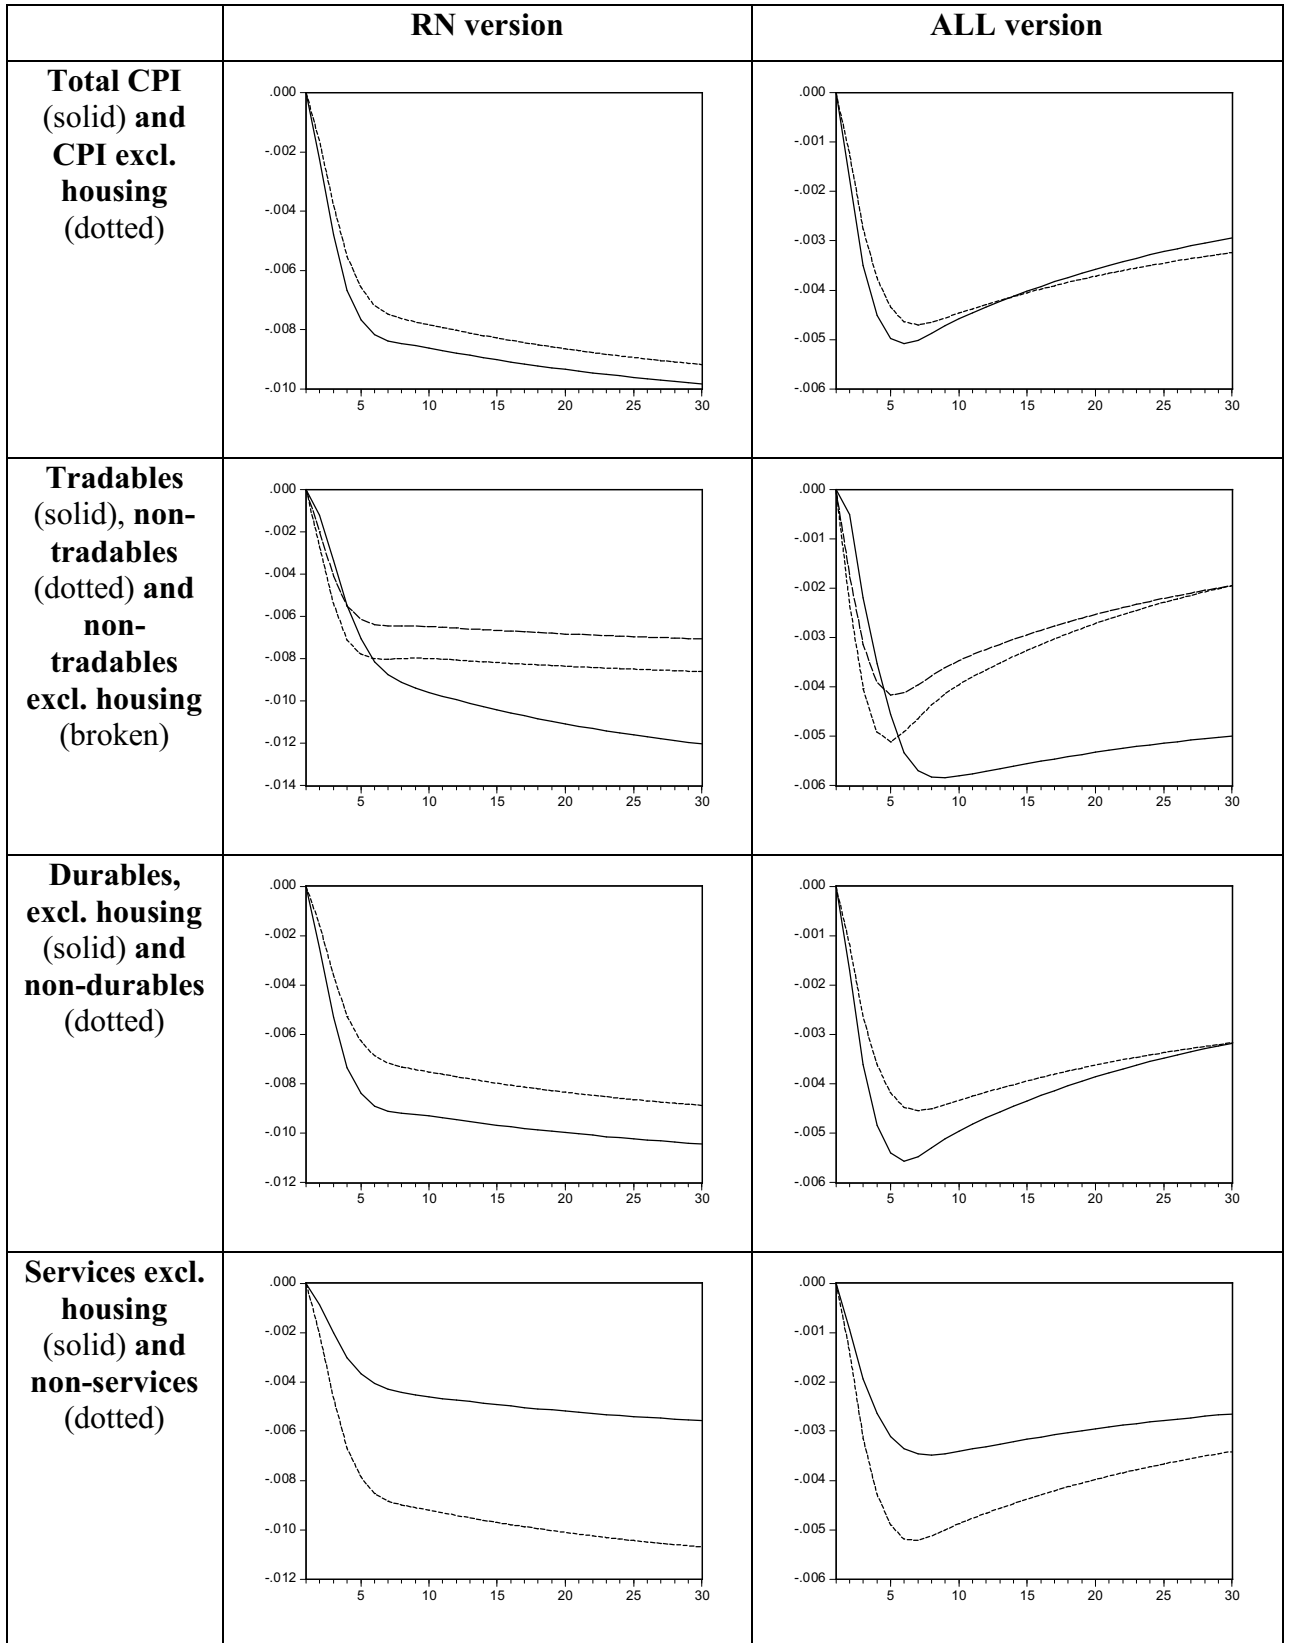 RN version
ALL version
Total CPI
(solid) and
CPI excl.
housing
(dotted)
.000
-.002
-.004
-.006
-.008
-.010
5 10 15 20 25 30
.000
-.001
-.002
-.003
-.004
-.005
-.006
5 10 15 20 25 30
Tradables
(solid), non-
tradables
(dotted) and
non-
tradables
excl. housing
(broken)
.000
-.002
-.004
-.006
-.008
-.010
-.012
-.014
5 10 15 20 25 30
.000
-.001
-.002
-.003
-.004
-.005
-.006
5 10 15 20 25 30
Durables,
excl. housing
(solid) and
non-durables
(dotted)
.000
-.002
-.004
-.006
-.008
-.010
-.012
5 10 15 20 25 30
.000
-.001
-.002
-.003
-.004
-.005
-.006
5 10 15 20 25 30
Services excl.
housing
(solid) and
non-services
(dotted)
.000
-.002
-.004
-.006
-.008
-.010
-.012
5 10 15 20 25 30
.000
-.001
-.002
-.003
-.004
-.005
-.006
5 10 15 20 25 30